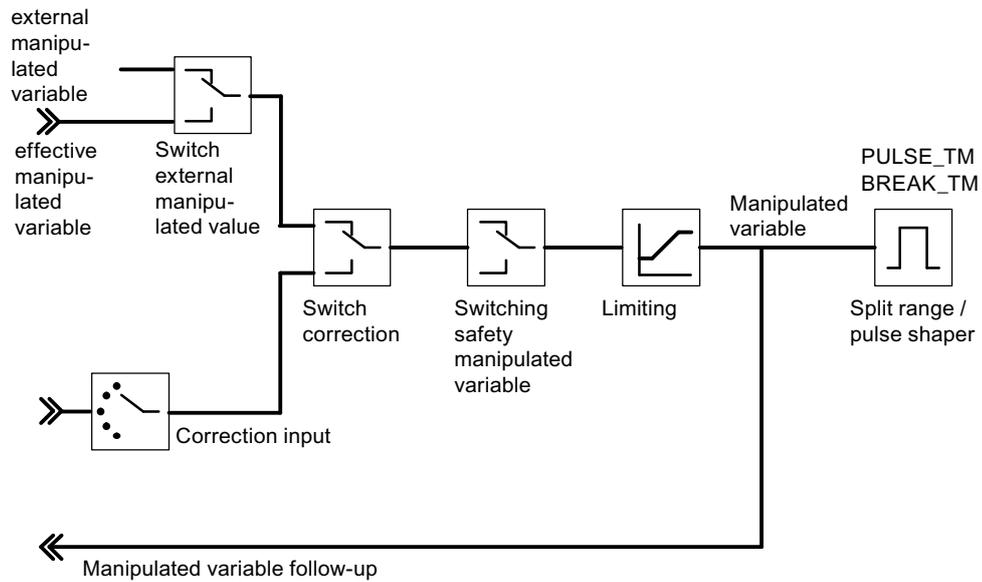 external
manipu-
lated
variable
effective
manipu-
lated
variable
Switch
external
manipu-
lated value
PULSE_TM
BREAK_TM
Manipulated
variable
Switch
correction
Switching
safety
manipulated
variable
Limiting
Split range /
pulse shaper
Correction input
Manipulated variable follow-up